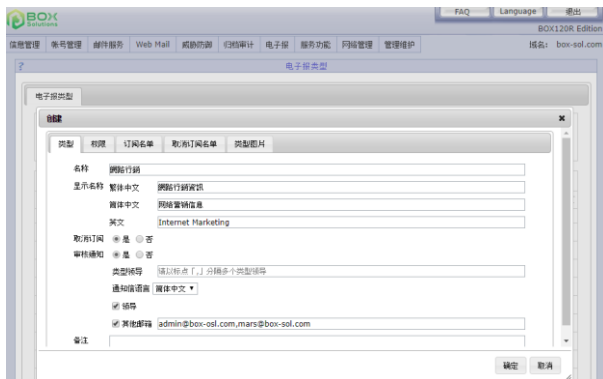 BOX Solutions
FAQ Language 退出
BOX120R Edition
信息管理 帐号管理 邮件服务 Web Mail 威胁防御 归档审计 电子报 服务功能 网络管理 管理维护 域名: box-sol.com
? 电子报类型
电子报类型
创建
类型 权限 订阅名单 取消订阅名单 类型图片
名称 網路行銷
显示名称 繁体中文 網路行銷資訊
简体中文 网络营销信息
英文 Internet Marketing
取消订阅 是 否
审核通知 是 否
类型领导 请以标点「,」分隔多个类型领导
通知信语言 简体中文
领导
其他邮箱 admin@box-osl.com,mars@box-sol.com
备注
确定 取消